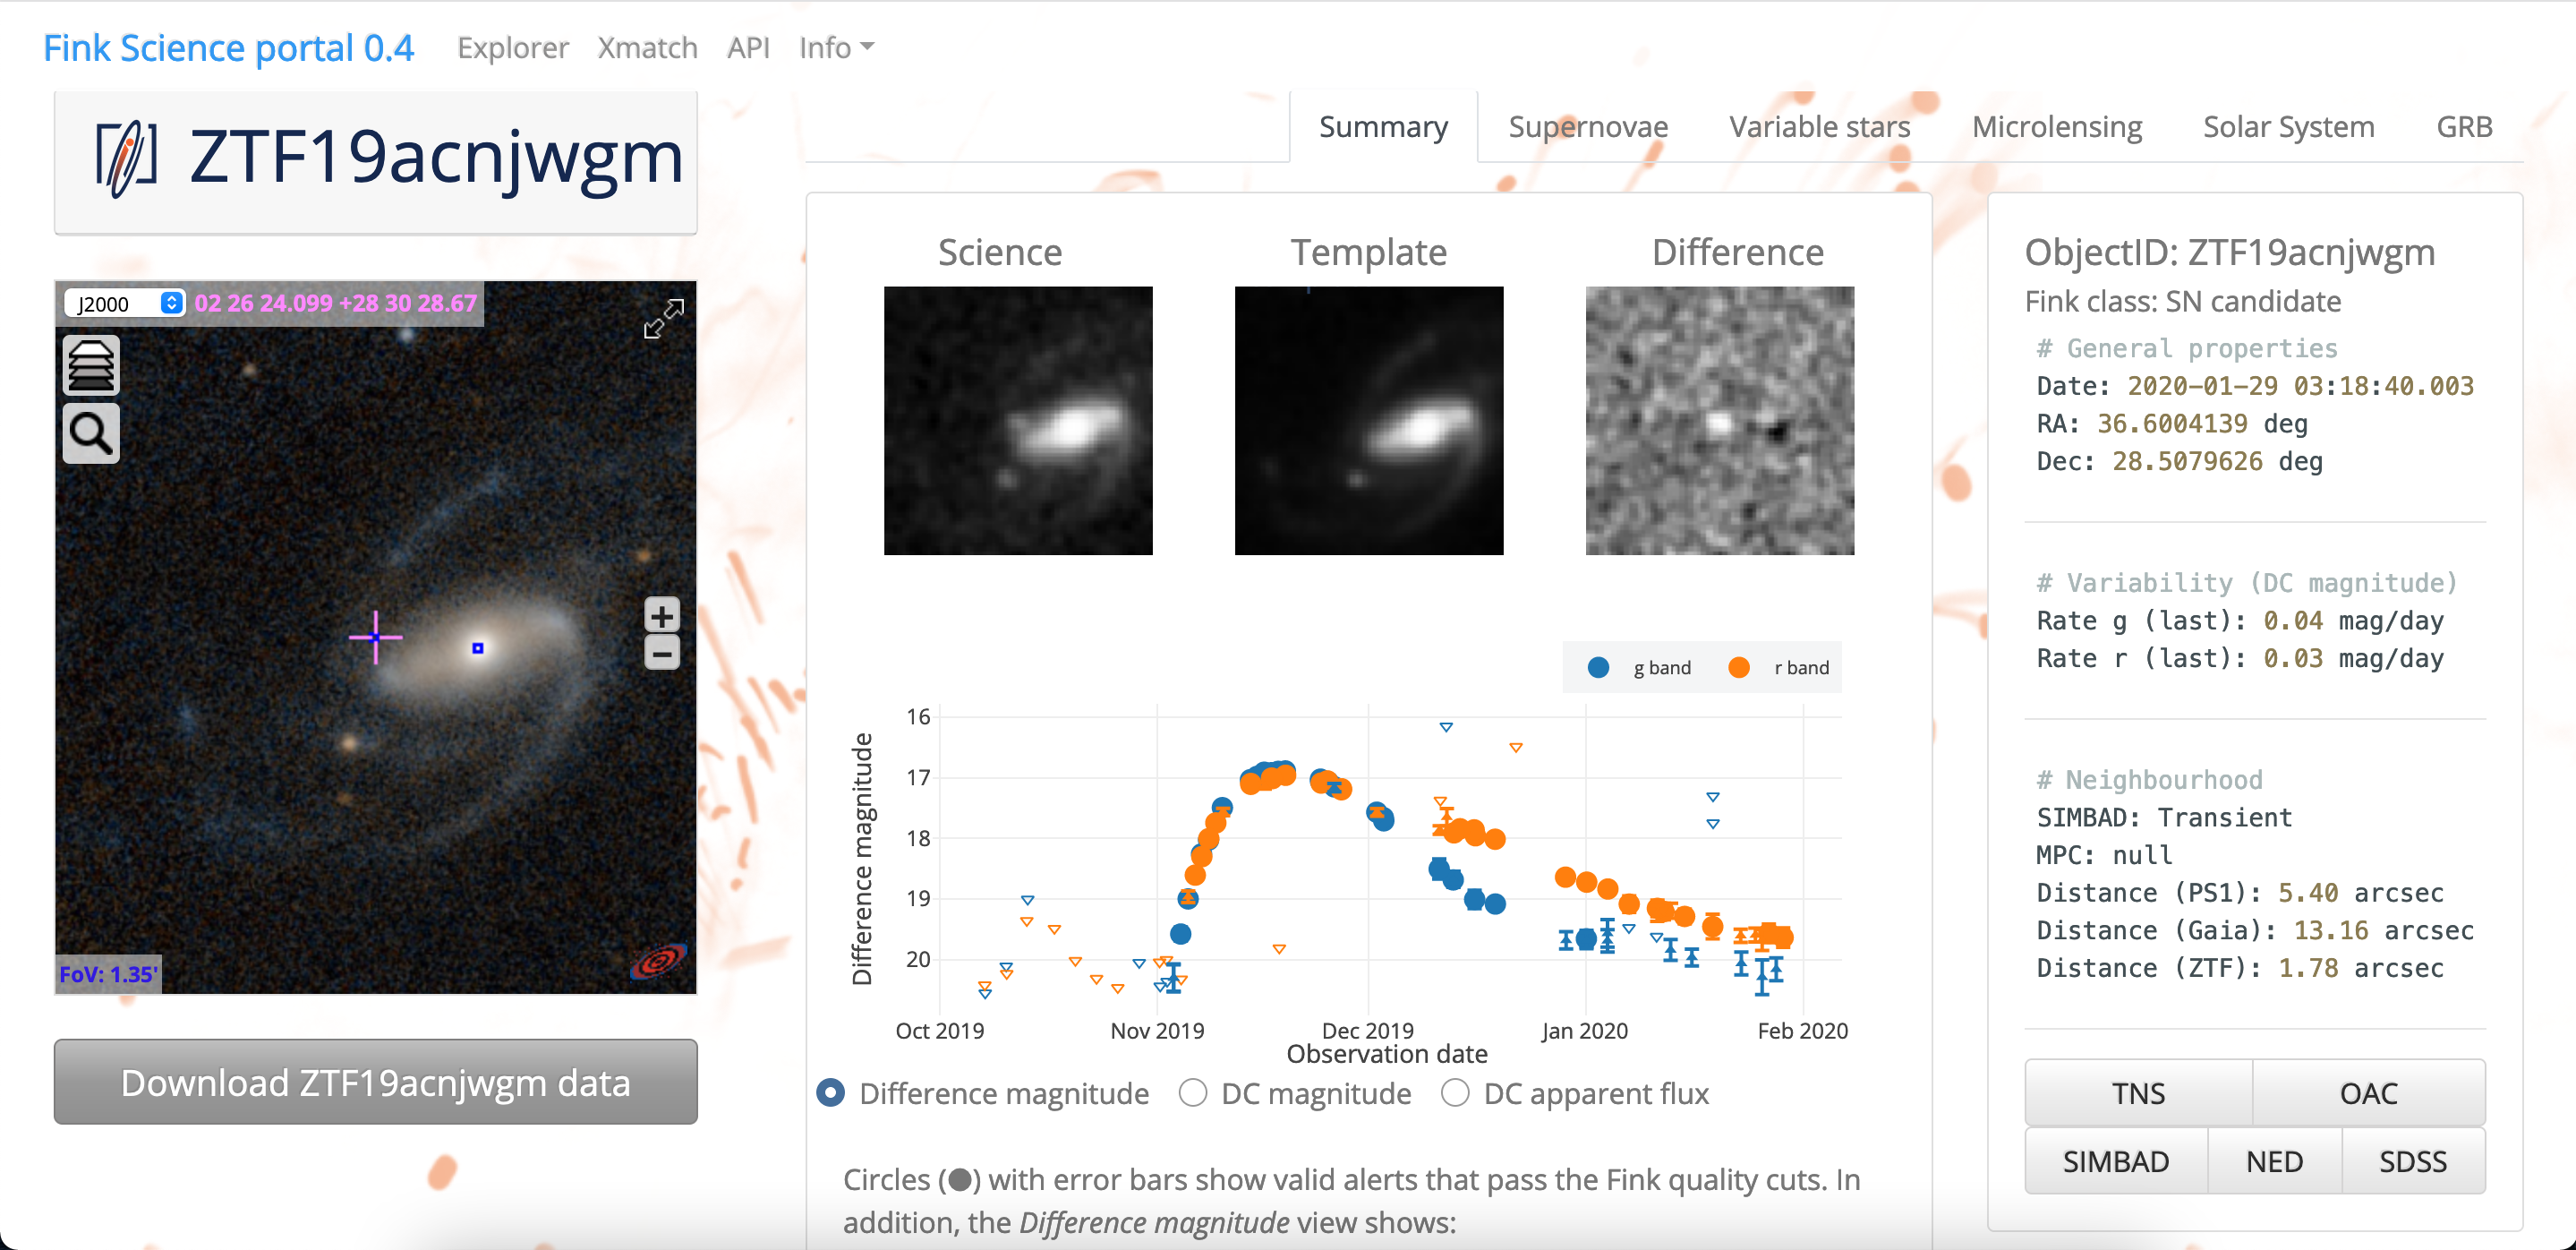 Fink Science portal 0.4 Explorer Xmatch API Info
ZTF19acnjwgm
J2000 02 26 24.099 +28 30 28.67
+
−
FoV: 1.35'
Download ZTF19acnjwgm data
Summary Supernovae Variable stars Microlensing Solar System GRB
Science Template Difference
g band r band
Difference magnitude
16
17
18
19
20
Oct 2019 Nov 2019 Dec 2019 Jan 2020 Feb 2020
Observation date
Difference magnitude DC magnitude DC apparent flux
Circles (●) with error bars show valid alerts that pass the Fink quality cuts. In
addition, the Difference magnitude view shows:
ObjectID: ZTF19acnjwgm
Fink class: SN candidate
# General properties
Date: 2020-01-29 03:18:40.003
RA: 36.6004139 deg
Dec: 28.5079626 deg
# Variability (DC magnitude)
Rate g (last): 0.04 mag/day
Rate r (last): 0.03 mag/day
# Neighbourhood
SIMBAD: Transient
MPC: null
Distance (PS1): 5.40 arcsec
Distance (Gaia): 13.16 arcsec
Distance (ZTF): 1.78 arcsec
TNS OAC
SIMBAD NED SDSS